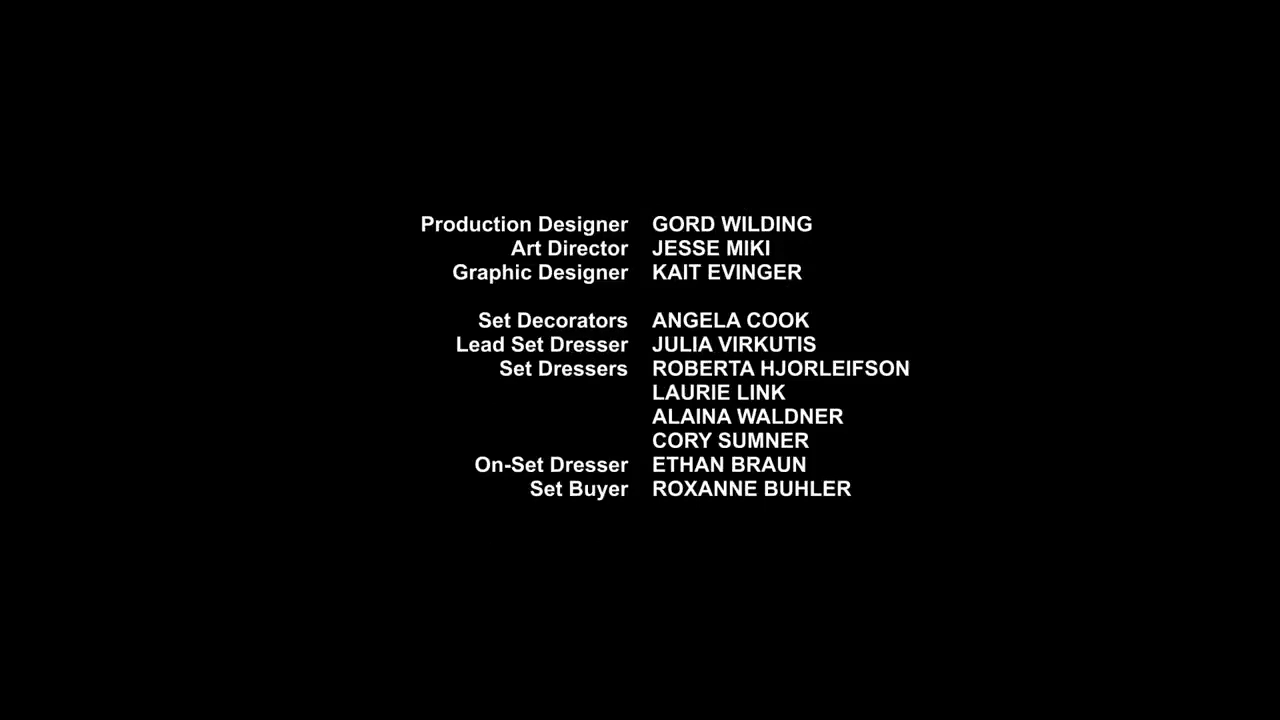 Production Designer GORD WILDING
Art Director JESSE MIKI
Graphic Designer KAIT EVINGER
Set Decorators ANGELA COOK
Lead Set Dresser JULIA VIRKUTIS
Set Dressers ROBERTA HJORLEIFSON
LAURIE LINK
ALAINA WALDNER
CORY SUMNER
On-Set Dresser ETHAN BRAUN
Set Buyer ROXANNE BUHLER